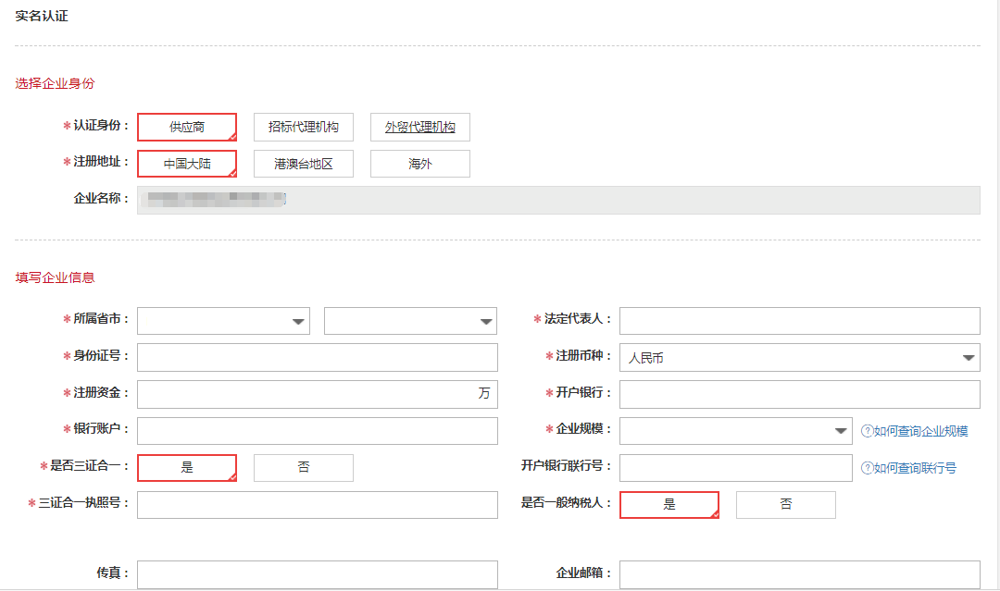 实名认证
选择企业身份
*认证身份： 供应商 招标代理机构 外贸代理机构
*注册地址： 中国大陆 港澳台地区 海外
企业名称：
填写企业信息
*所属省市： *法定代表人：
*身份证号： *注册币种： 人民币
*注册资金： 万 *开户银行：
*银行账户： *企业规模： ?如何查询企业规模
*是否三证合一： 是 否 开户银行联行号： ?如何查询联行号
*三证合一执照号： 是否一般纳税人： 是 否
传真： 企业邮箱：